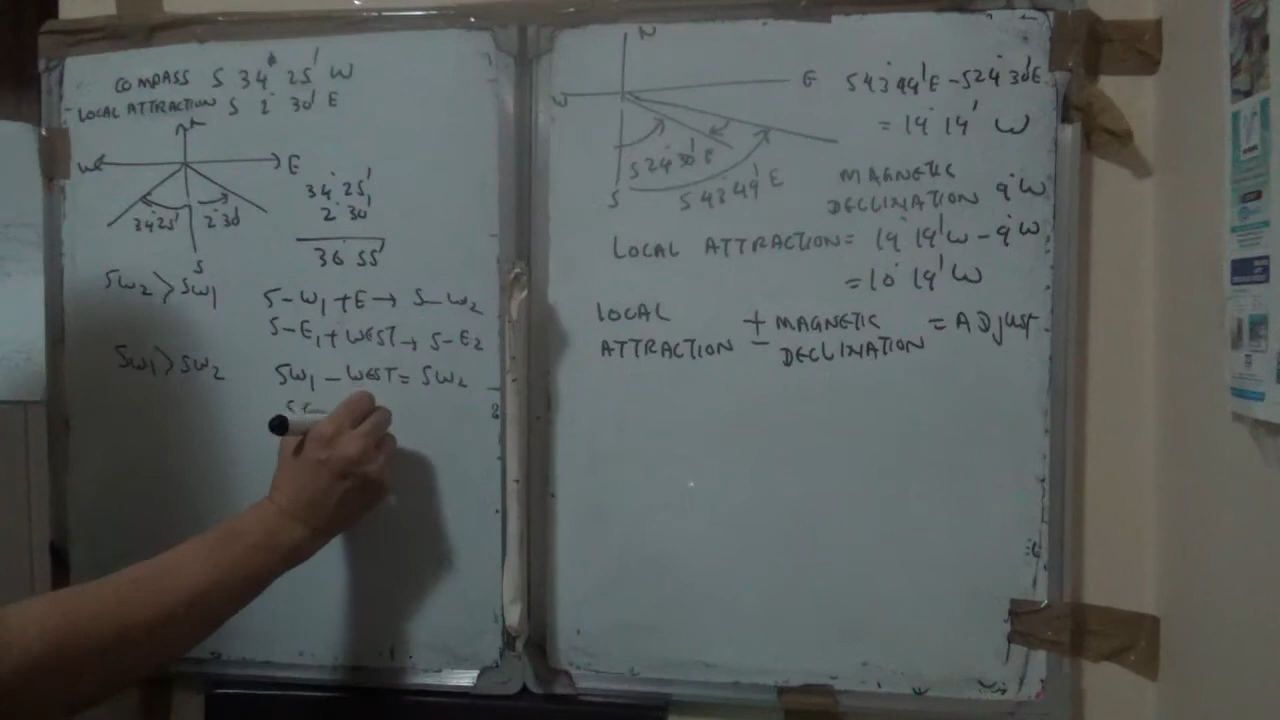 COMPASS S 34° 25' W
- LOCAL ATTRACTION S 2° 30' E
N
W E
34° 25' 2° 30'
S
34° 25'
2° 30'
36° 55'
SW2 > SW1
S-W1 + E → S-W2
S-E1 + WEST → S-E2
SW1 > SW2
SW1 - WEST = SW2
N
W E
S 24° 30' E
S 43° 49' E
S
S 43° 49' E - S 24° 30' E
= 19° 19' W
MAGNETIC
DECLINATION 9° W
LOCAL ATTRACTION = 19° 19' W - 9° W
= 10° 19' W
LOCAL
ATTRACTION ± MAGNETIC
DECLINATION = ADjust